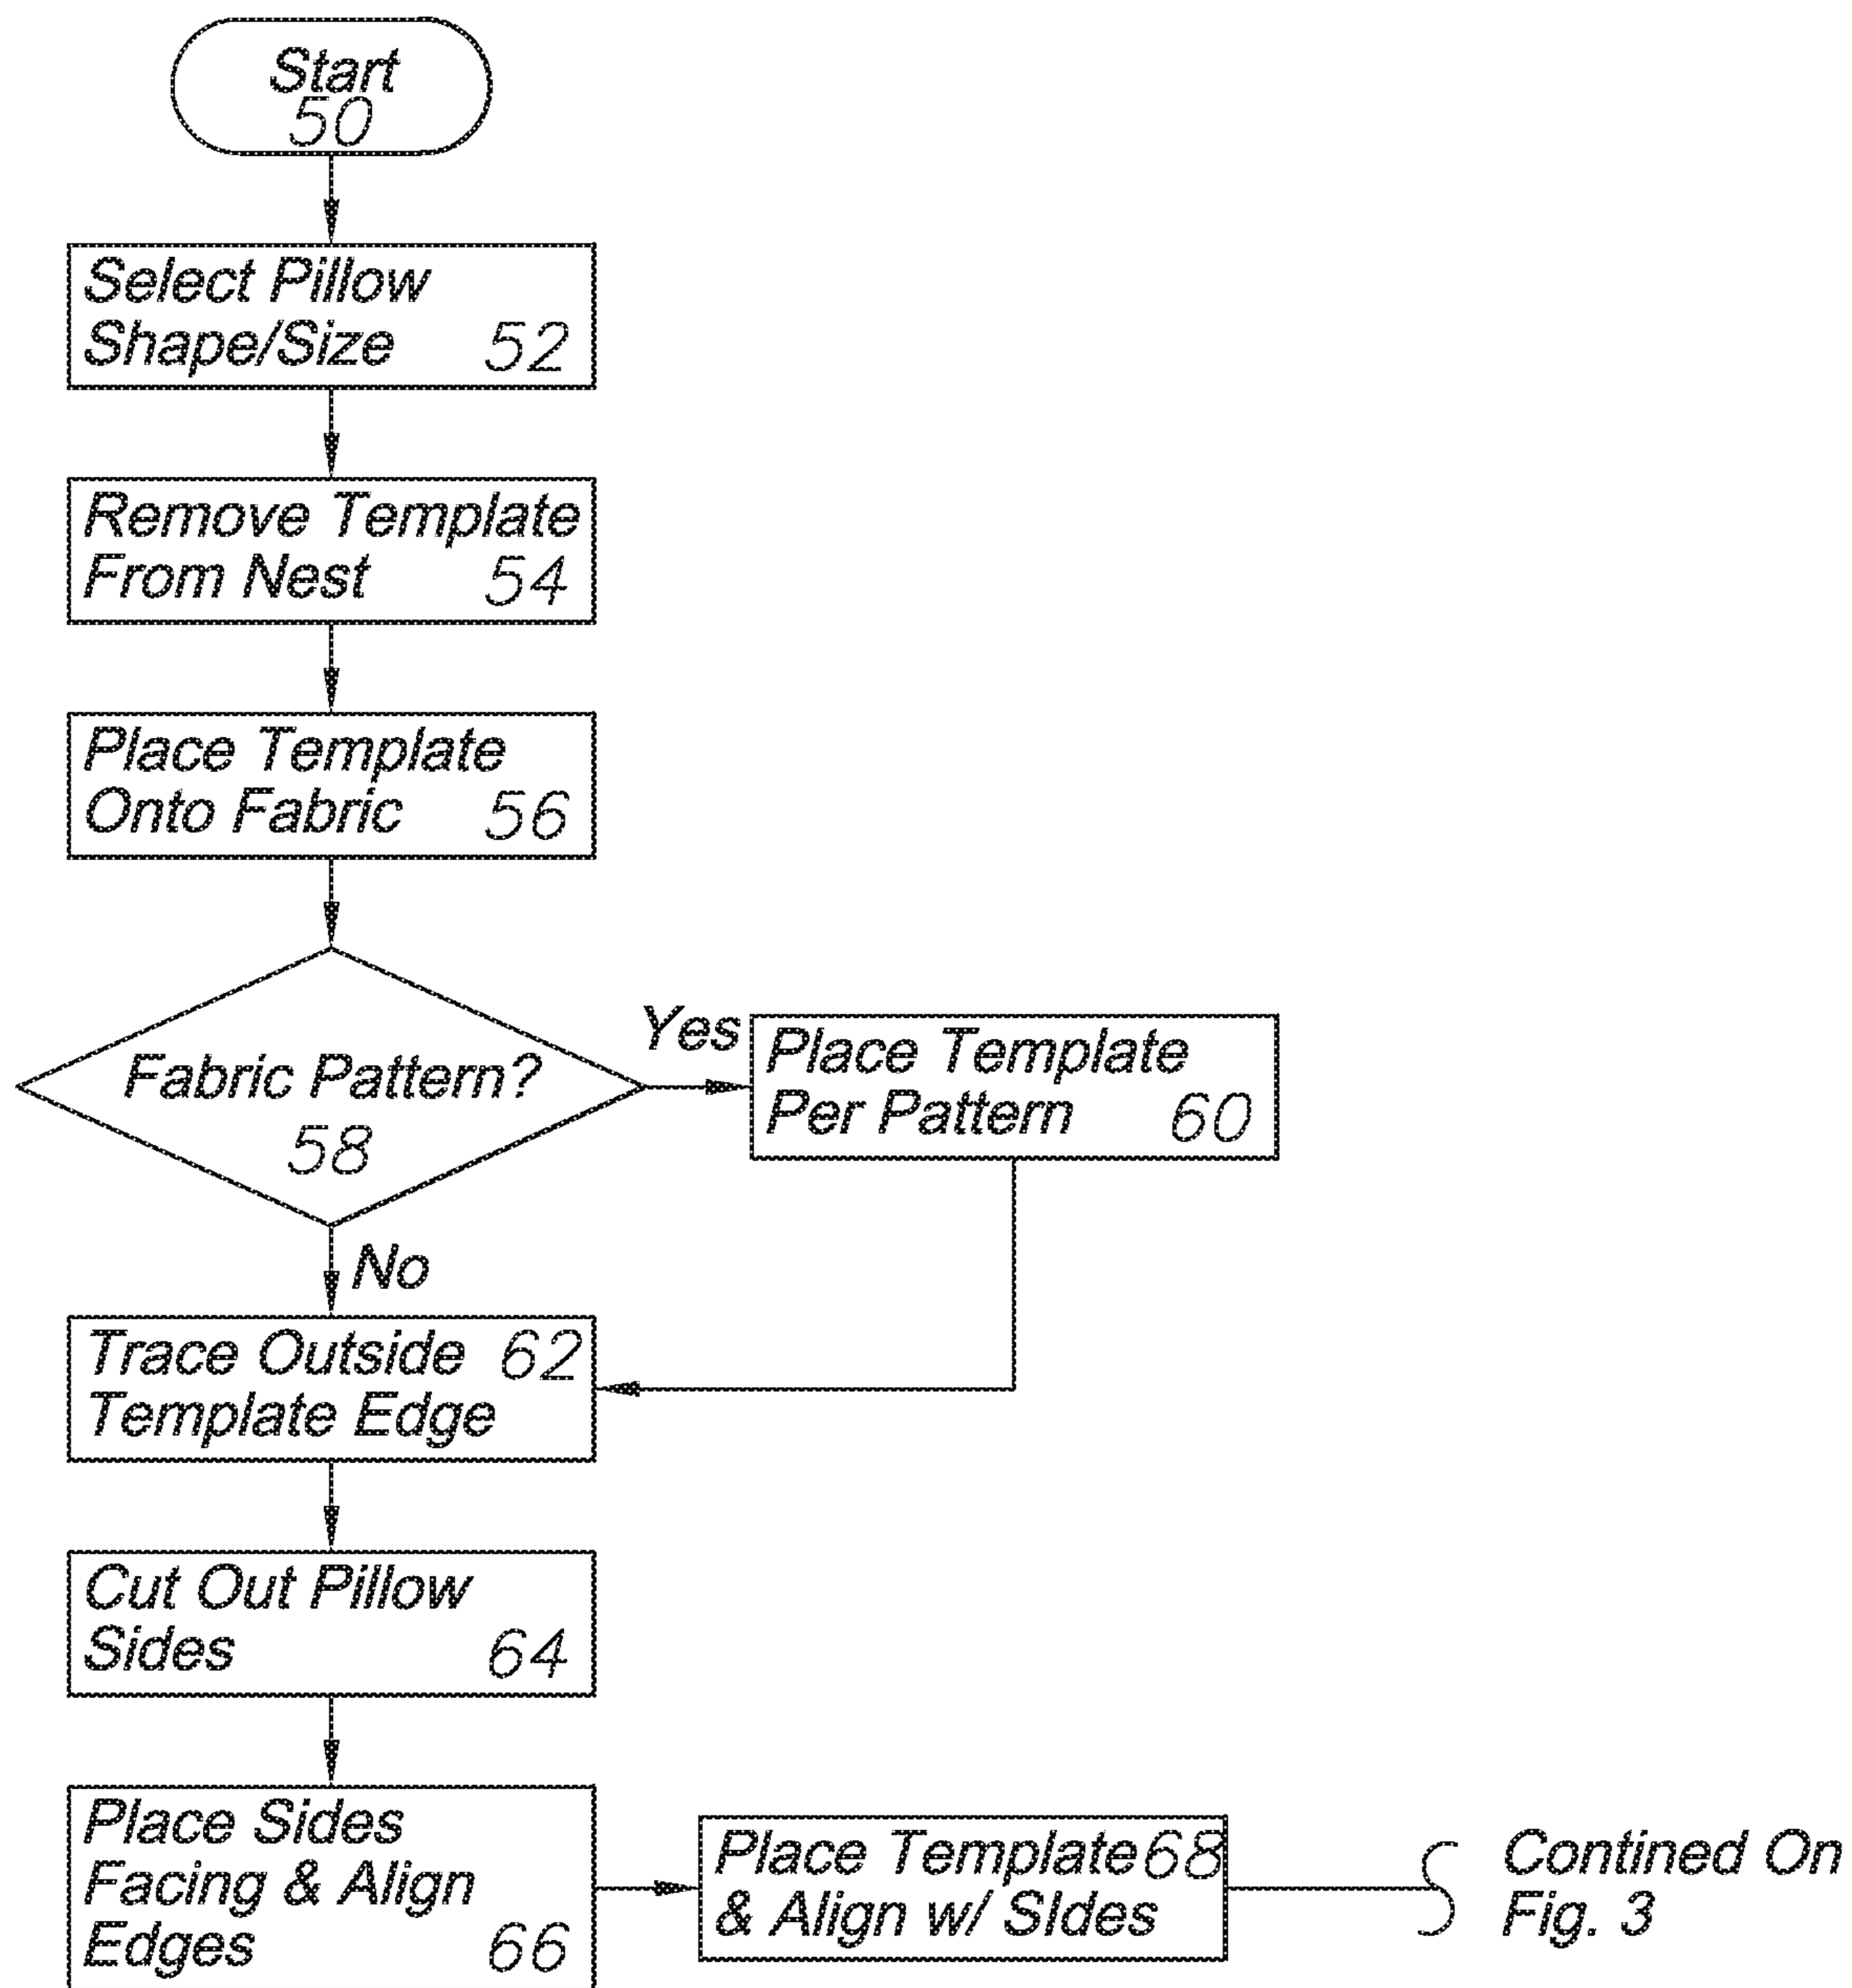 Start
50
Select Pillow
Shape/Size 52
Remove Template
From Nest 54
Place Template
Onto Fabric 56
Fabric Pattern?
58
Yes
Place Template
Per Pattern 60
No
Trace Outside 62
Template Edge
Cut Out Pillow
Sides 64
Place Sides
Facing & Align
Edges 66
Place Template 68
& Align w/ SIdes
Contined On
Fig. 3